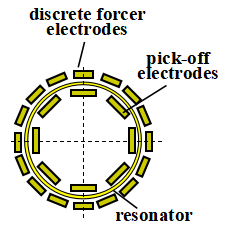 discrete forcer
electrodes
pick-off
electrodes
resonator